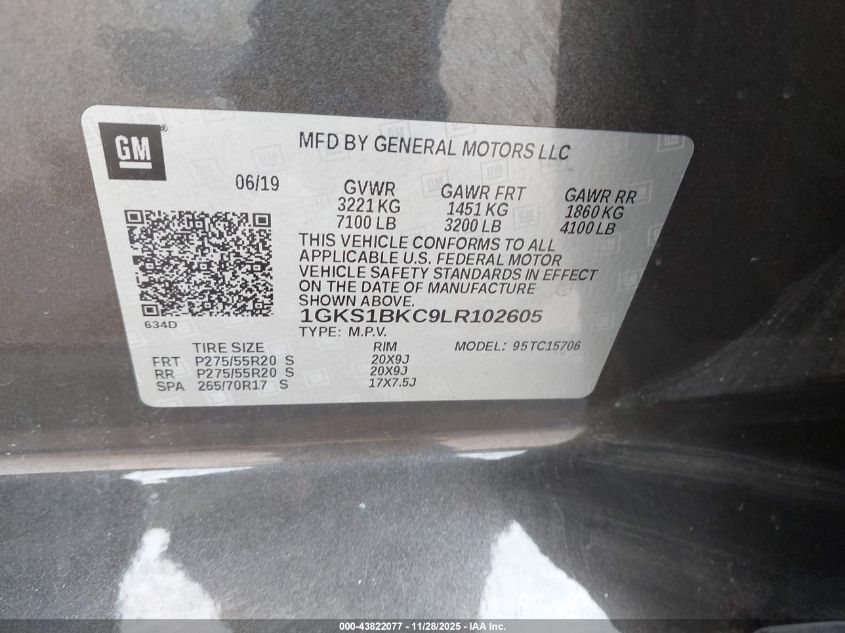 GM®
MFD BY GENERAL MOTORS LLC
06/19
GVWR GAWR FRT GAWR RR
3221 KG 1451 KG 1860 KG
7100 LB 3200 LB 4100 LB
THIS VEHICLE CONFORMS TO ALL
APPLICABLE U.S. FEDERAL MOTOR
VEHICLE SAFETY STANDARDS IN EFFECT
ON THE DATE OF MANUFACTURE
SHOWN ABOVE.
634D
1GKS1BKC9LR102605
TYPE: M.P.V.
TIRE SIZE RIM MODEL: 95TC15706
FRT P275/55R20 S 20X9J
RR P275/55R20 S 20X9J
SPA 265/70R17 S 17X7.5J
000-43822077 - 11/28/2025 - IAA Inc.